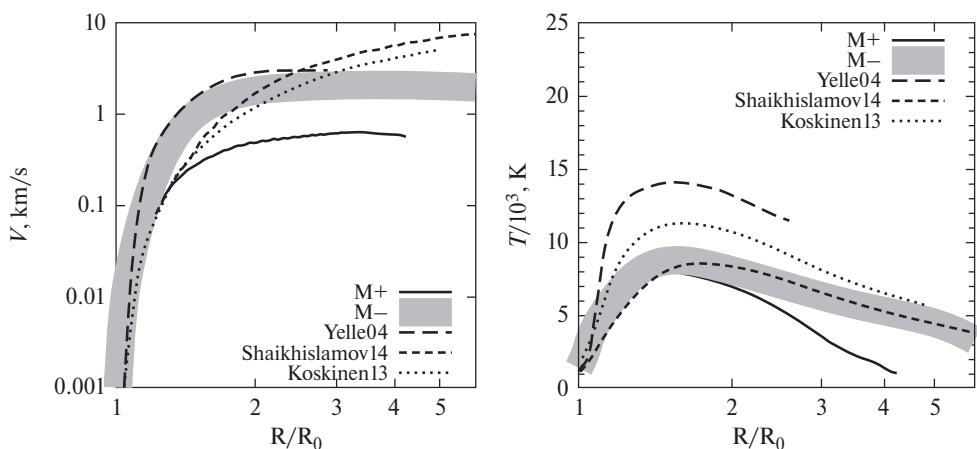 10
1
0.1
0.01
0.001
V, km/s
M+
M–
Yelle04
Shaikhislamov14
Koskinen13
1
2
3
4
5
R/R₀
25
20
15
10
5
0
T/10³, K
M+
M–
Yelle04
Shaikhislamov14
Koskinen13
1
2
3
4
5
R/R₀